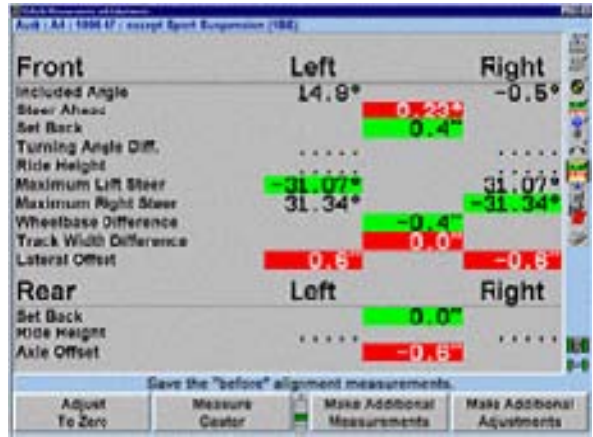 Audi : A4 : 1996-97 : except Sport Suspension (1BE)
Front Left Right
Included Angle 14.9° -0.5°
Steer Ahead 0.23°
Set Back 0.4"
Turning Angle Diff. ..... .....
Ride Height ..... .....
Maximum Left Steer -31.07° 31.07°
Maximum Right Steer 31.34° -31.34°
Wheelbase Difference -0.4"
Track Width Difference 0.0"
Lateral Offset 0.6" -0.6"
Rear Left Right
Set Back 0.0"
Ride Height ..... .....
Axle Offset -0.6"
Save the "before" alignment measurements.
Adjust To Zero
Measure Caster
Make Additional Measurements
Make Additional Adjustments